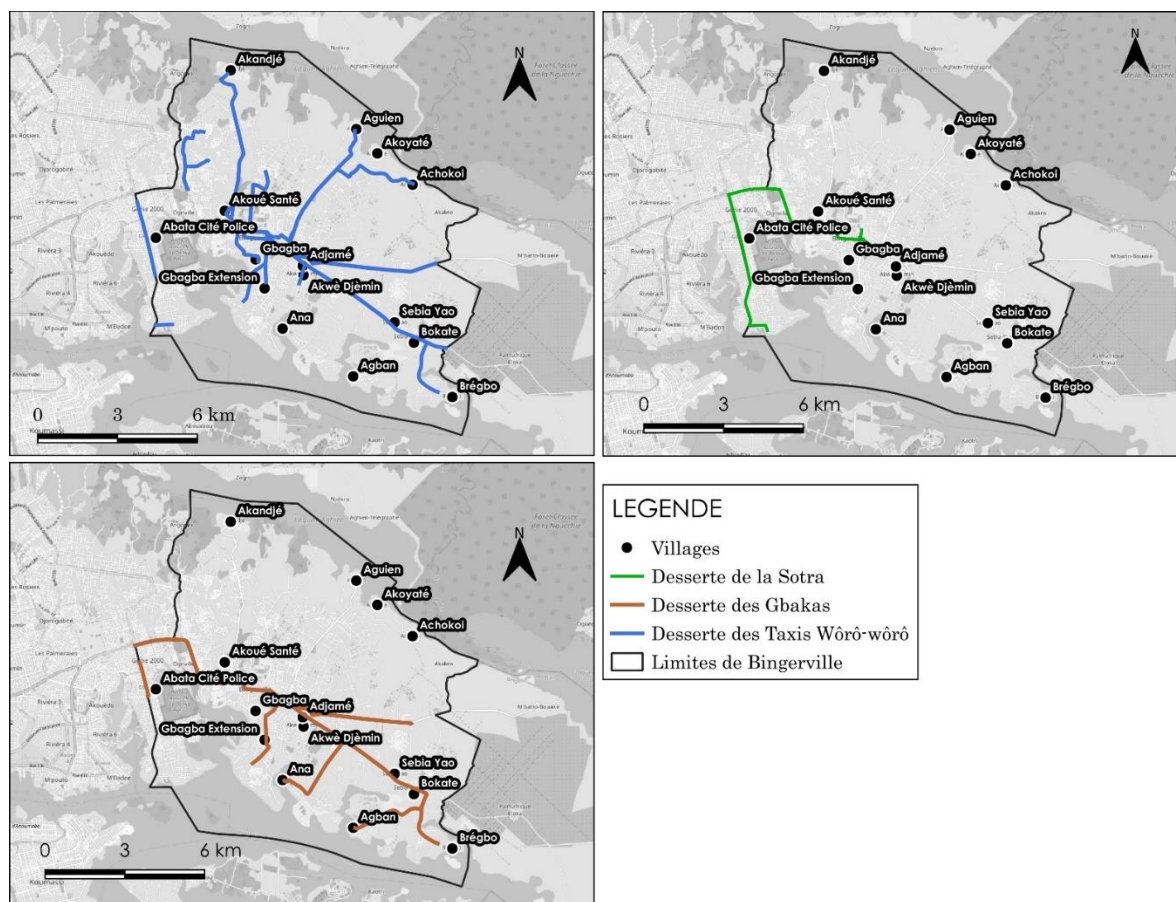 N
Akandjé
Aguien
Akoyaté
Achokoi
Akoué Santé
Abata Cité Police
Gbagba
Adjamé
Gbagba Extension
Akwè Djèmin
Sebia Yao
Ana
Bokate
Agban
Brégbo
0 3 6 km
Koumassi
N
Akandjé
Aguien
Akoyaté
Achokoi
Akoué Santé
Abata Cité Police
Gbagba
Adjamé
Gbagba Extension
Akwè Djèmin
Sebia Yao
Ana
Bokate
Agban
Brégbo
0 3 6 km
Koumassi
N
Akandjé
Aguien
Akoyaté
Achokoi
Akoué Santé
Abata Cité Police
Gbagba
Adjamé
Gbagba Extension
Akwè Djèmin
Sebia Yao
Ana
Bokate
Agban
Brégbo
0 3 6 km
Koumassi
LEGENDE
Villages
Desserte de la Sotra
Desserte des Gbakas
Desserte des Taxis Wôrô-wôrô
Limites de Bingerville